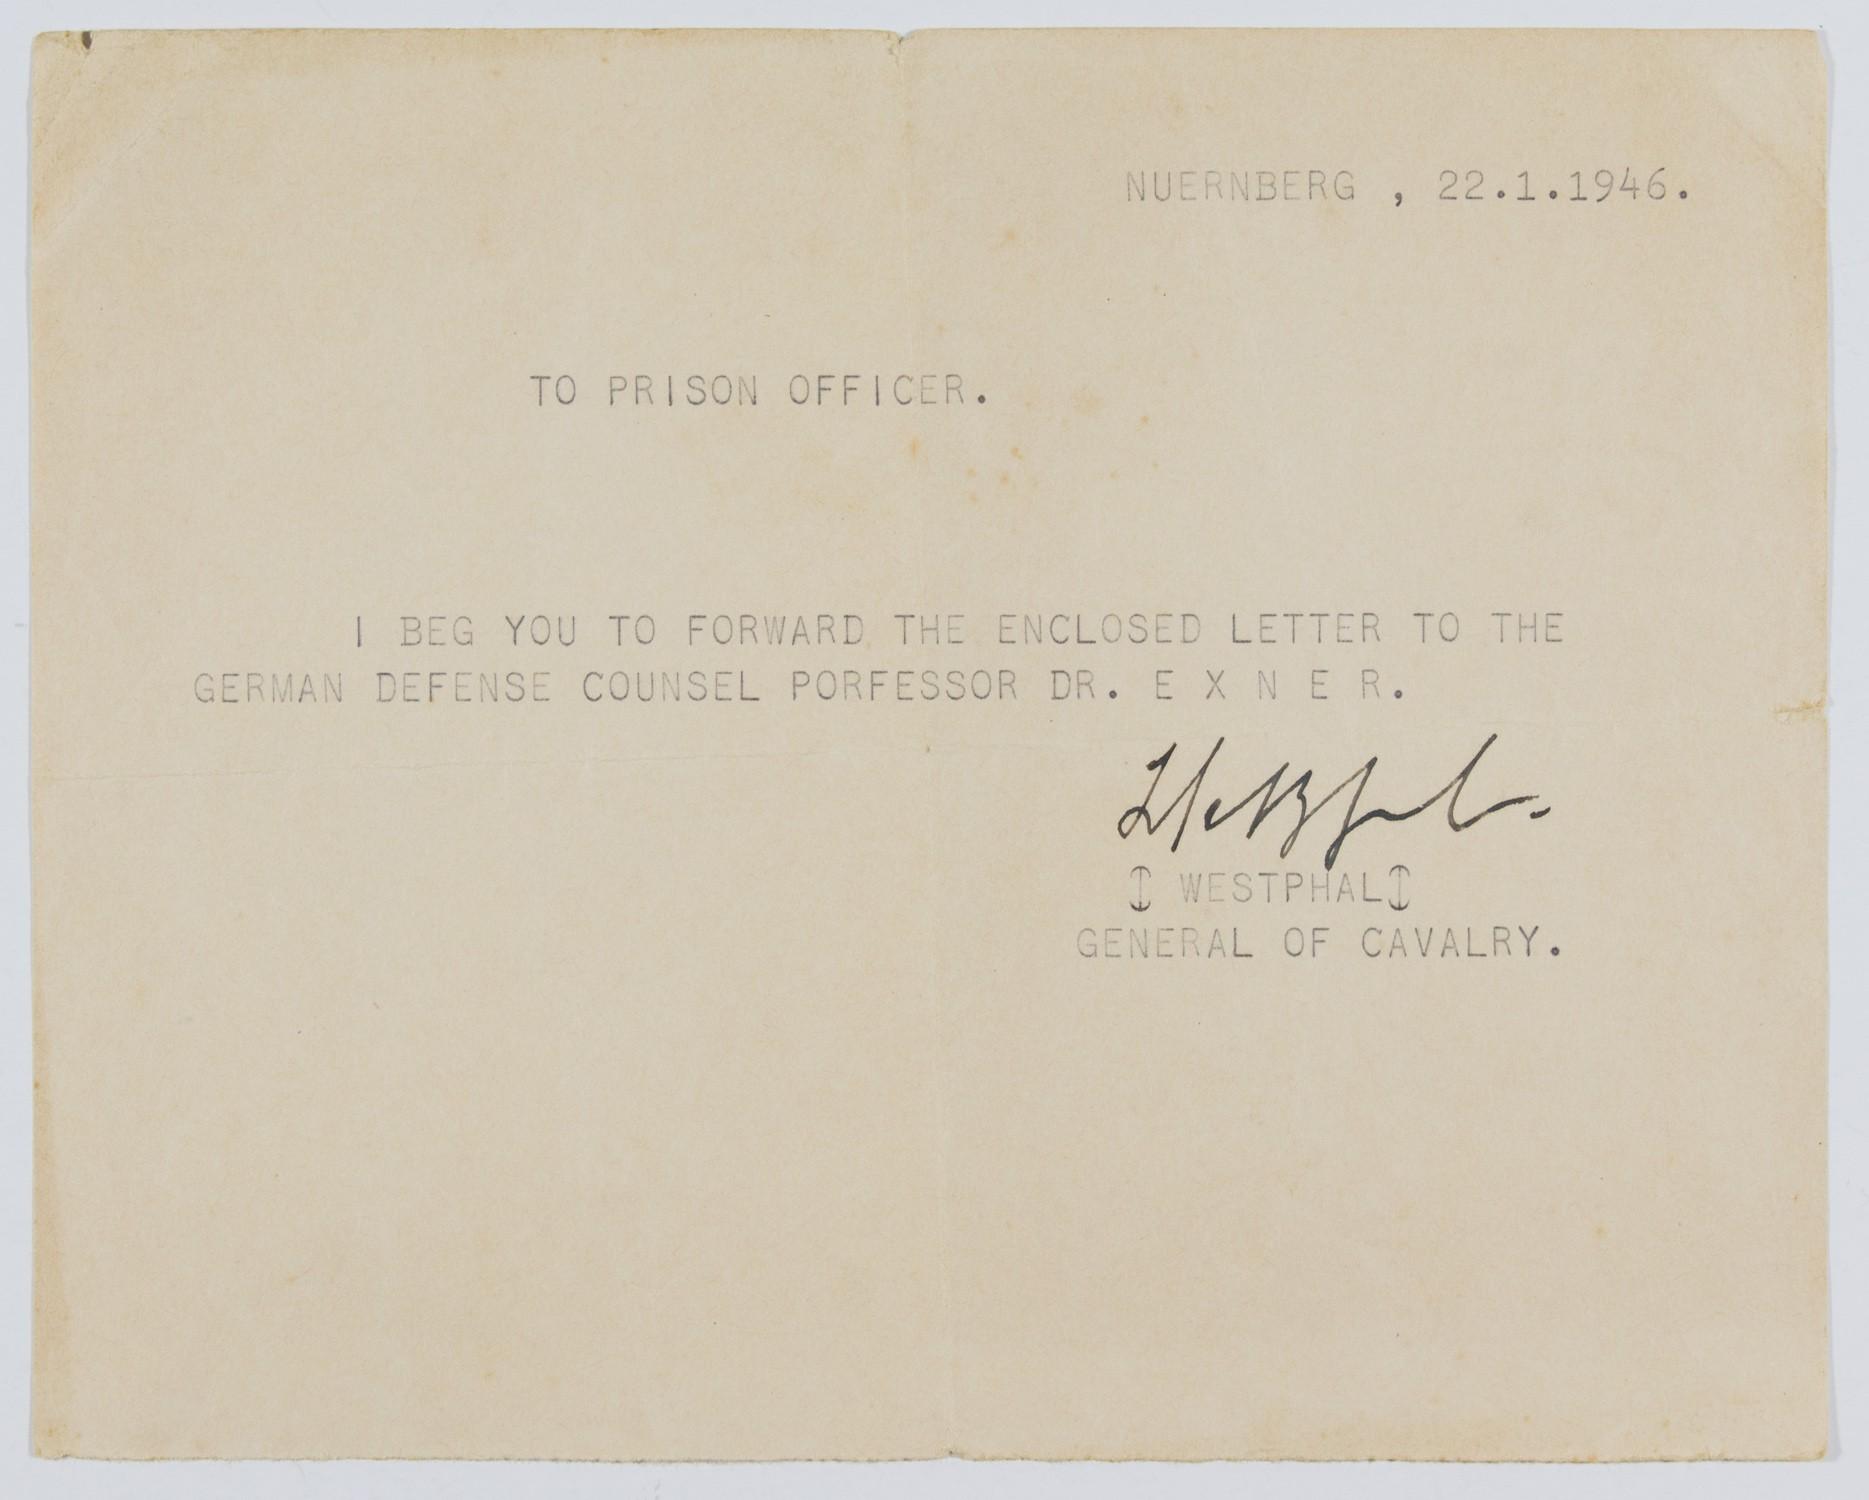 NUERNBERG , 22.1.1946.
TO PRISON OFFICER.
I BEG YOU TO FORWARD THE ENCLOSED LETTER TO THE
GERMAN DEFENSE COUNSEL PORFESSOR DR. E X N E R.
Westphal.
( WESTPHAL)
GENERAL OF CAVALRY.